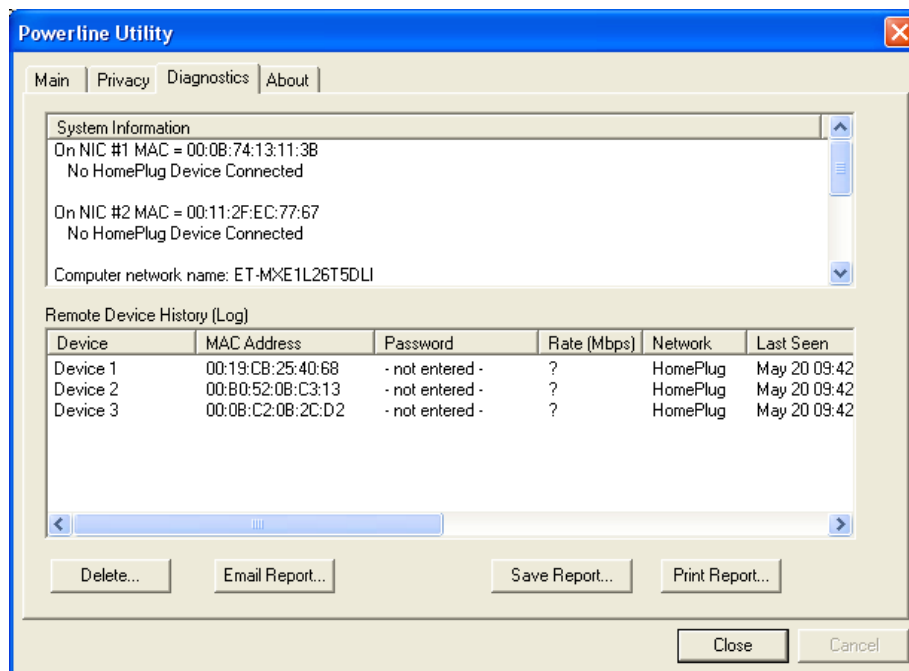 Powerline Utility
Main Privacy Diagnostics About
System Information
On NIC #1 MAC = 00:0B:74:13:11:3B
No HomePlug Device Connected
On NIC #2 MAC = 00:11:2F:EC:77:67
No HomePlug Device Connected
Computer network name: ET-MXE1L26T5DLI
Remote Device History (Log)
Device MAC Address Password Rate (Mbps) Network Last Seen
Device 1 00:19:CB:25:40:68 - not entered - ? HomePlug May 20 09:42
Device 2 00:B0:52:0B:C3:13 - not entered - ? HomePlug May 20 09:42
Device 3 00:0B:C2:0B:2C:D2 - not entered - ? HomePlug May 20 09:42
Delete... Email Report... Save Report... Print Report...
Close Cancel